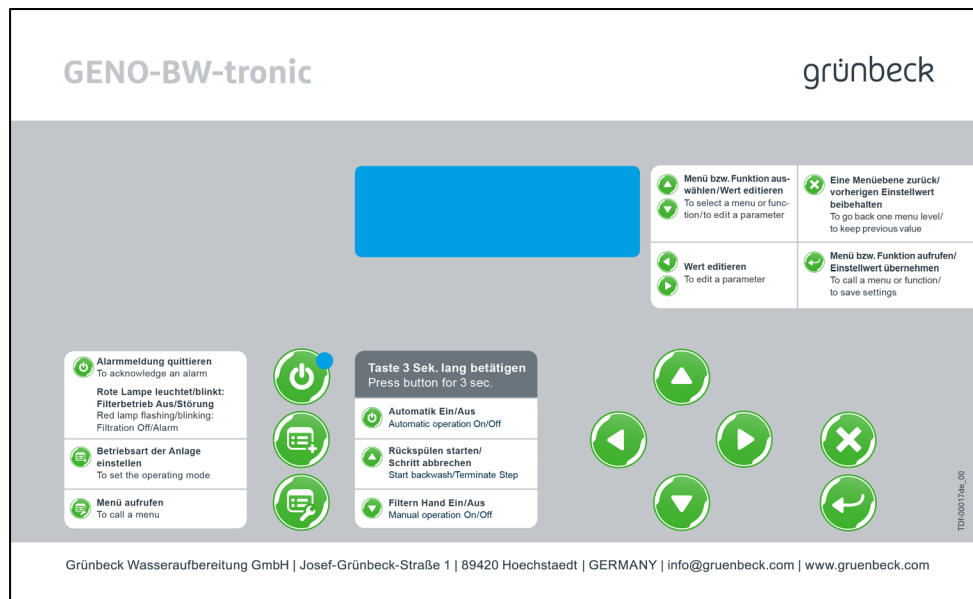 GENO-BW-tronic
grünbeck
Menü bzw. Funktion aus-
wählen/Wert editieren
To select a menu or func-
tion/to edit a parameter
Eine Menüebene zurück/
vorherigen Einstellwert
beibehalten
To go back one menu level/
to keep previous value
Wert editieren
To edit a parameter
Menü bzw. Funktion aufrufen/
Einstellwert übernehmen
To call a menu or function/
to save settings
Alarmmeldung quittieren
To acknowledge an alarm
Rote Lampe leuchtet/blinkt:
Filterbetrieb Aus/Störung
Red lamp flashing/blinking:
Filtration Off/Alarm
Betriebsart der Anlage
einstellen
To set the operating mode
Menü aufrufen
To call a menu
Taste 3 Sek. lang betätigen
Press button for 3 sec.
Automatik Ein/Aus
Automatic operation On/Off
Rückspülen starten/
Schritt abbrechen
Start backwash/Terminate Step
Filtern Hand Ein/Aus
Manual operation On/Off
TDf-00017de_00
Grünbeck Wasseraufbereitung GmbH | Josef-Grünbeck-Straße 1 | 89420 Hoechstaedt | GERMANY | info@gruenbeck.com | www.gruenbeck.com